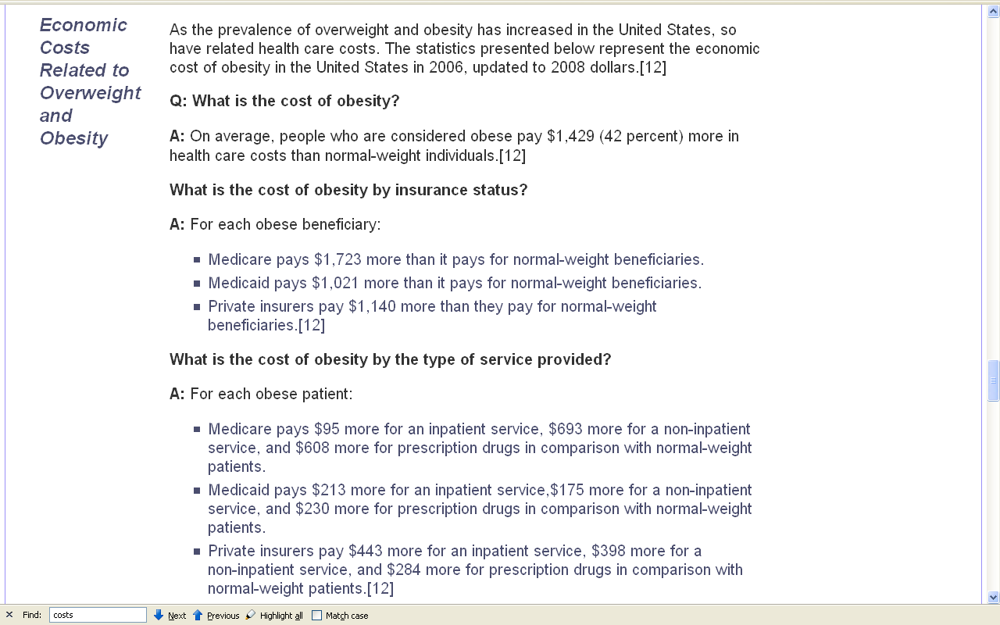 Economic
Costs
Related to
Overweight
and
Obesity
As the prevalence of overweight and obesity has increased in the United States, so
have related health care costs. The statistics presented below represent the economic
cost of obesity in the United States in 2006, updated to 2008 dollars.[12]
Q: What is the cost of obesity?
A: On average, people who are considered obese pay $1,429 (42 percent) more in
health care costs than normal-weight individuals.[12]
What is the cost of obesity by insurance status?
A: For each obese beneficiary:
Medicare pays $1,723 more than it pays for normal-weight beneficiaries.
Medicaid pays $1,021 more than it pays for normal-weight beneficiaries.
Private insurers pay $1,140 more than they pay for normal-weight
beneficiaries.[12]
What is the cost of obesity by the type of service provided?
A: For each obese patient:
Medicare pays $95 more for an inpatient service, $693 more for a non-inpatient
service, and $608 more for prescription drugs in comparison with normal-weight
patients.
Medicaid pays $213 more for an inpatient service,$175 more for a non-inpatient
service, and $230 more for prescription drugs in comparison with normal-weight
patients.
Private insurers pay $443 more for an inpatient service, $398 more for a
non-inpatient service, and $284 more for prescription drugs in comparison with
normal-weight patients.[12]
Find: costs Next Previous Highlight all Match case